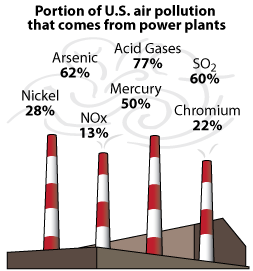 Portion of U.S. air pollution
that comes from power plants
Arsenic
62%
Acid Gases
77%
SO₂
60%
Nickel
28%
NOx
13%
Mercury
50%
Chromium
22%